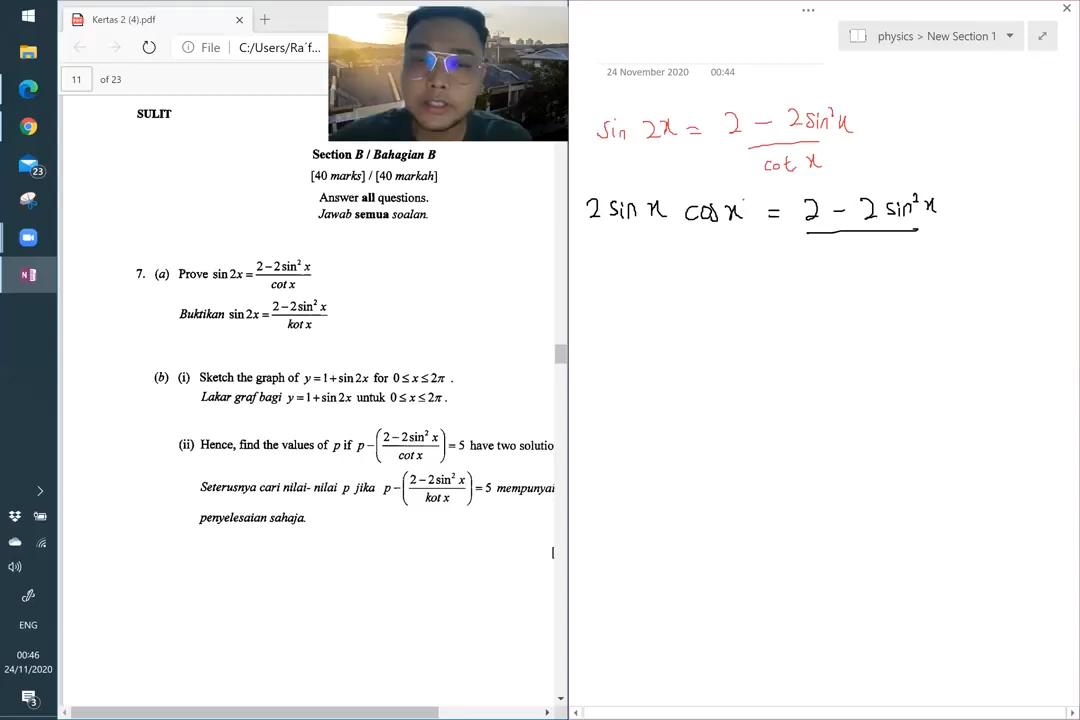 Kertas 2 (4).pdf
File
C:/Users/Ra´f...
11 of 23
SULIT
Section B / Bahagian B
[40 marks] / [40 markah]
Answer all questions.
Jawab semua soalan.
7. (a) Prove sin 2x = (2 − 2sin² x)/(cot x)
Buktikan sin 2x = (2 − 2sin² x)/(kot x)
(b) (i) Sketch the graph of y = 1 + sin 2x for 0 ≤ x ≤ 2π .
Lakar graf bagi y = 1 + sin 2x untuk 0 ≤ x ≤ 2π .
(ii) Hence, find the values of p if p − ((2 − 2sin² x)/(cot x)) = 5 have two solutio
Seterusnya cari nilai- nilai p jika p − ((2 − 2sin² x)/(kot x)) = 5 mempunyai
penyelesaian sahaja.
[
physics > New Section 1
24 November 2020 00:44
sin 2x = 2 − 2sin²x
cot x
2 sin x cos x = 2 − 2 sin²x
23
ENG
00:46
24/11/2020
3